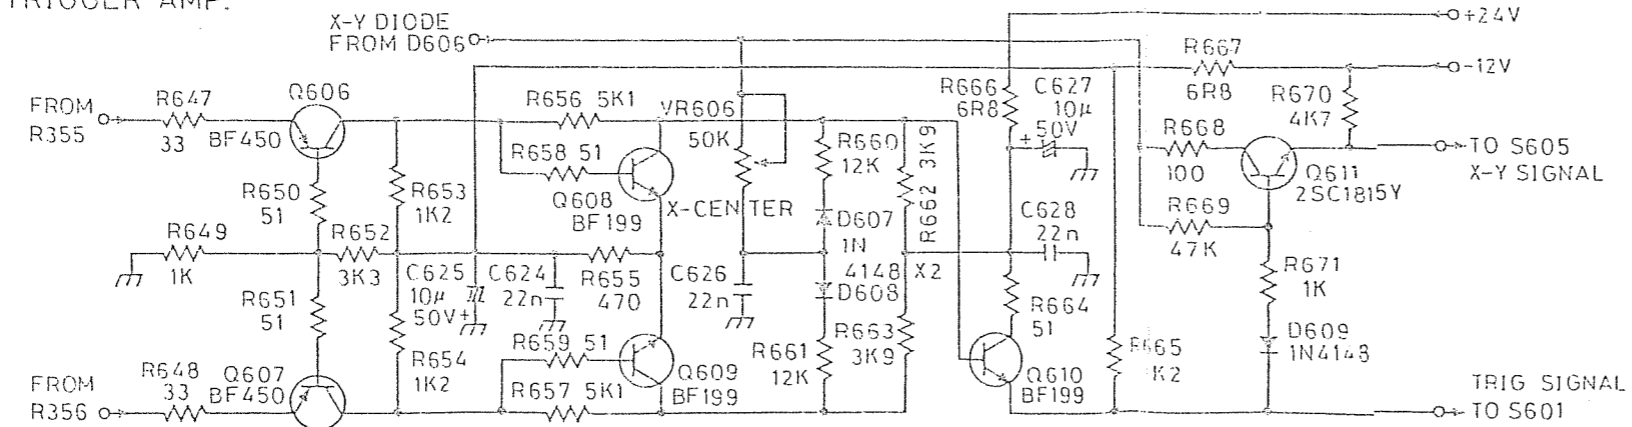 TRIGGER AMP.
X-Y DIODE
FROM D606
+24V
-12V
R667
6R8
FROM
R355
R647
33
Q606
BF450
R656 5K1
VR606
50K
R666
6R8
C627
10µ
50V
+
R670
4K7
R658 51
R660
12K
R662 3K9
R668
100
Q611
2SC1815Y
TO S605
X-Y SIGNAL
R650
51
R653
1K2
Q608
BF199
X-CENTER
D607
1N
4148
D608
C628
22n
R669
47K
R649
1K
R652
3K3
C625
10µ
50V+
C624
22n
R655
470
C626
22n
X2
R664
51
R671
1K
R651
51
R654
1K2
R659 51
R661
12K
R663
3K9
Q609
BF199
R665
K2
D609
1N4148
FROM
R356
R648
33
Q607
BF450
R657 5K1
Q610
BF199
TRIG SIGNAL
TO S601